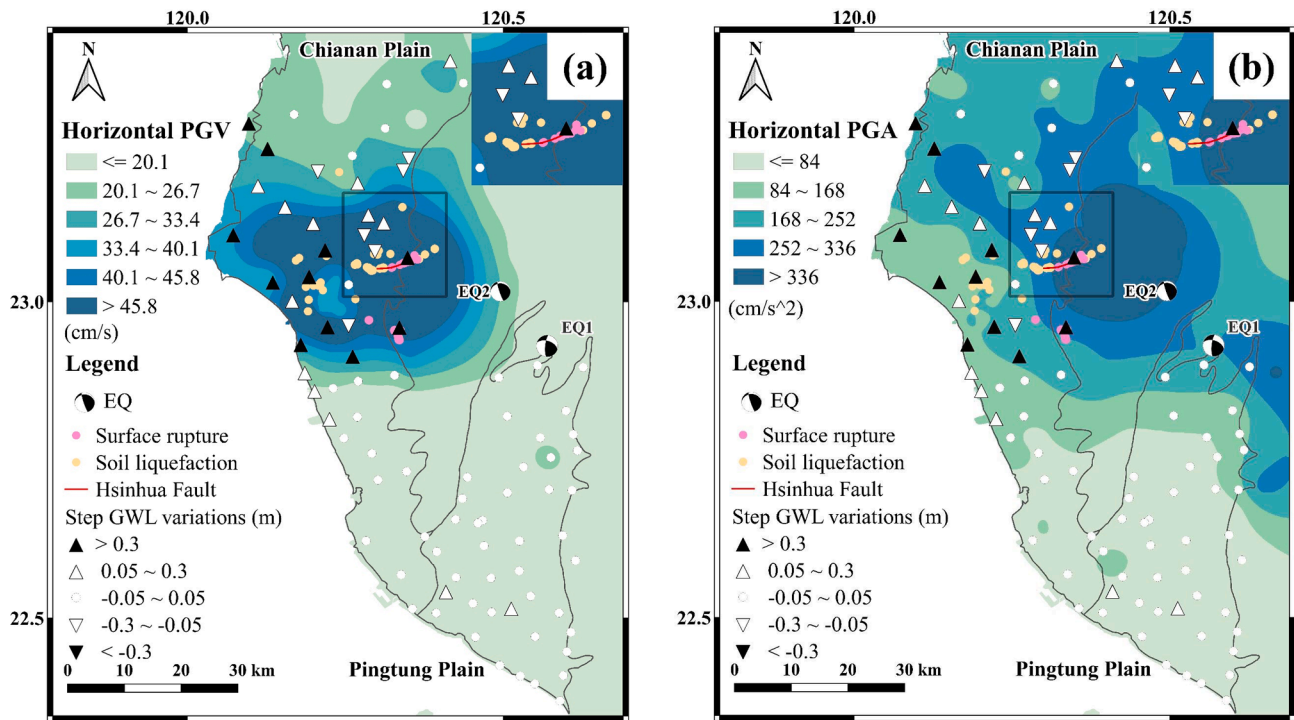 120.0
120.5
120.0
120.5
N
Chianan Plain
(a)
Horizontal PGV
<= 20.1
20.1 ~ 26.7
26.7 ~ 33.4
33.4 ~ 40.1
40.1 ~ 45.8
> 45.8
(cm/s)
Legend
EQ
Surface rupture
Soil liquefaction
Hsinhua Fault
Step GWL variations (m)
> 0.3
0.05 ~ 0.3
-0.05 ~ 0.05
-0.3 ~ -0.05
< -0.3
0 10 20 30 km
EQ2
EQ1
Pingtung Plain
23.0
22.5
N
Chianan Plain
(b)
Horizontal PGA
<= 84
84 ~ 168
168 ~ 252
252 ~ 336
> 336
(cm/s^2)
Legend
EQ
Surface rupture
Soil liquefaction
Hsinhua Fault
Step GWL variations (m)
> 0.3
0.05 ~ 0.3
-0.05 ~ 0.05
-0.3 ~ -0.05
< -0.3
0 10 20 30 km
EQ2
EQ1
Pingtung Plain
23.0
22.5